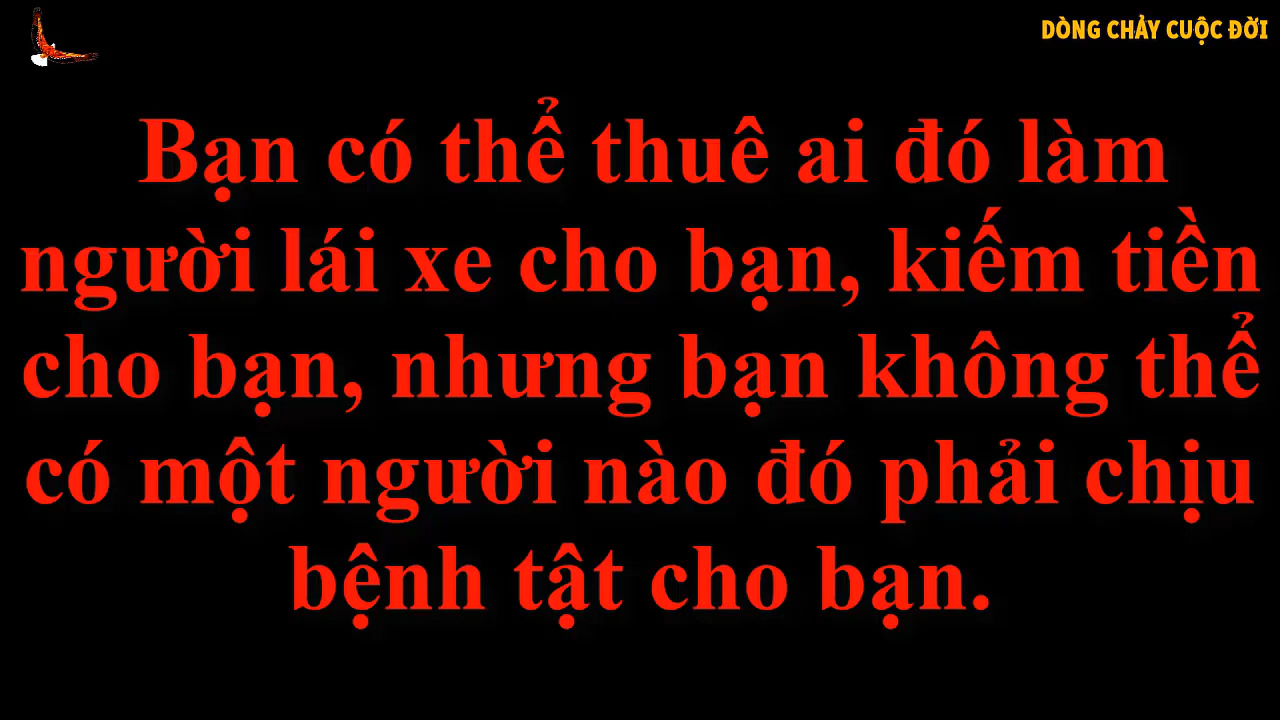 DÒNG CHẢY CUỘC ĐỜI
Bạn có thể thuê ai đó làm
người lái xe cho bạn, kiếm tiền
cho bạn, nhưng bạn không thể
có một người nào đó phải chịu
bệnh tật cho bạn.